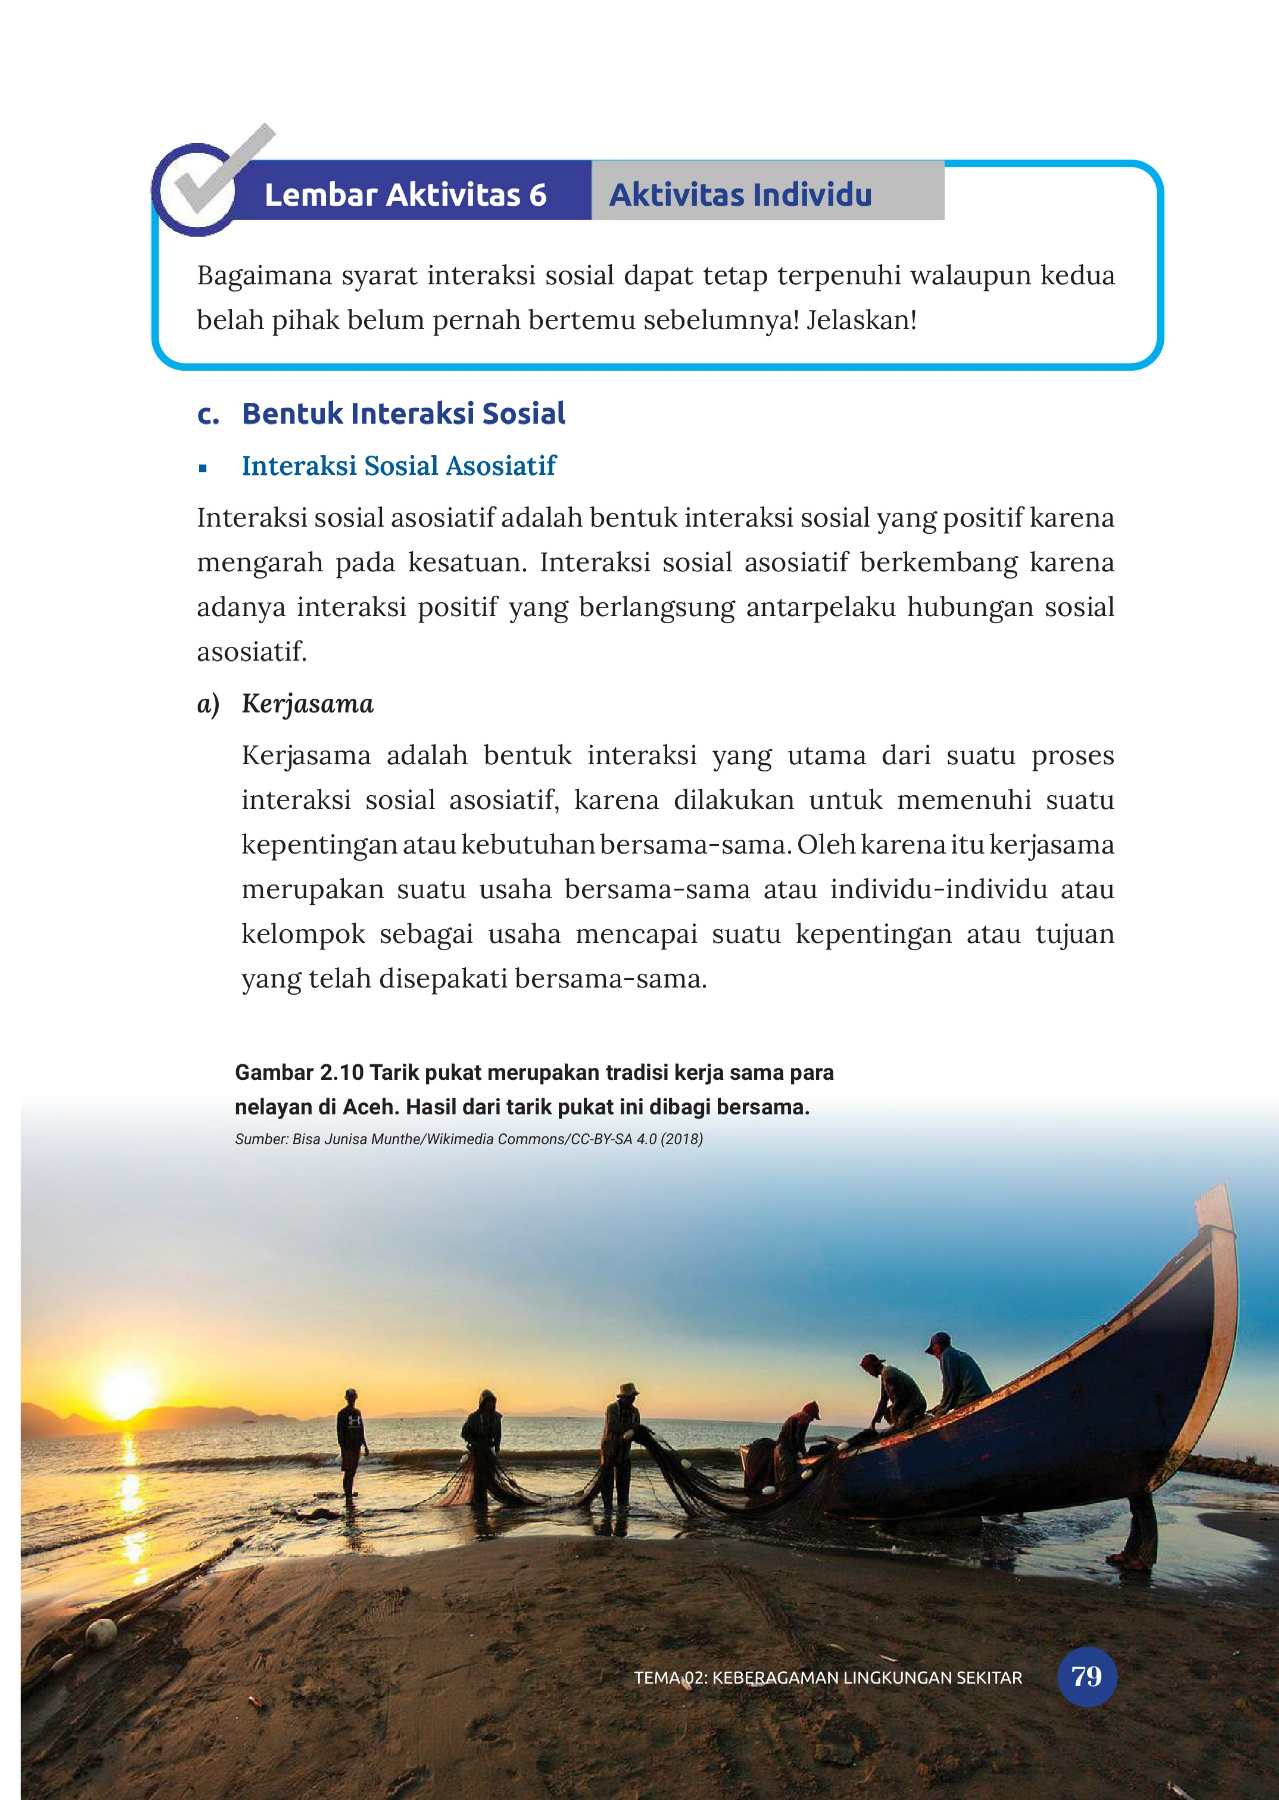 Lembar Aktivitas 6 Aktivitas Individu
Bagaimana syarat interaksi sosial dapat tetap terpenuhi walaupun kedua
belah pihak belum pernah bertemu sebelumnya! Jelaskan!
c. Bentuk Interaksi Sosial
▪ Interaksi Sosial Asosiatif
Interaksi sosial asosiatif adalah bentuk interaksi sosial yang positif karena
mengarah pada kesatuan. Interaksi sosial asosiatif berkembang karena
adanya interaksi positif yang berlangsung antarpelaku hubungan sosial
asosiatif.
a) Kerjasama
Kerjasama adalah bentuk interaksi yang utama dari suatu proses
interaksi sosial asosiatif, karena dilakukan untuk memenuhi suatu
kepentingan atau kebutuhan bersama-sama. Oleh karena itu kerjasama
merupakan suatu usaha bersama-sama atau individu-individu atau
kelompok sebagai usaha mencapai suatu kepentingan atau tujuan
yang telah disepakati bersama-sama.
Gambar 2.10 Tarik pukat merupakan tradisi kerja sama para
nelayan di Aceh. Hasil dari tarik pukat ini dibagi bersama.
Sumber: Bisa Junisa Munthe/Wikimedia Commons/CC-BY-SA 4.0 (2018)
TEMA 02: KEBERAGAMAN LINGKUNGAN SEKITAR 79